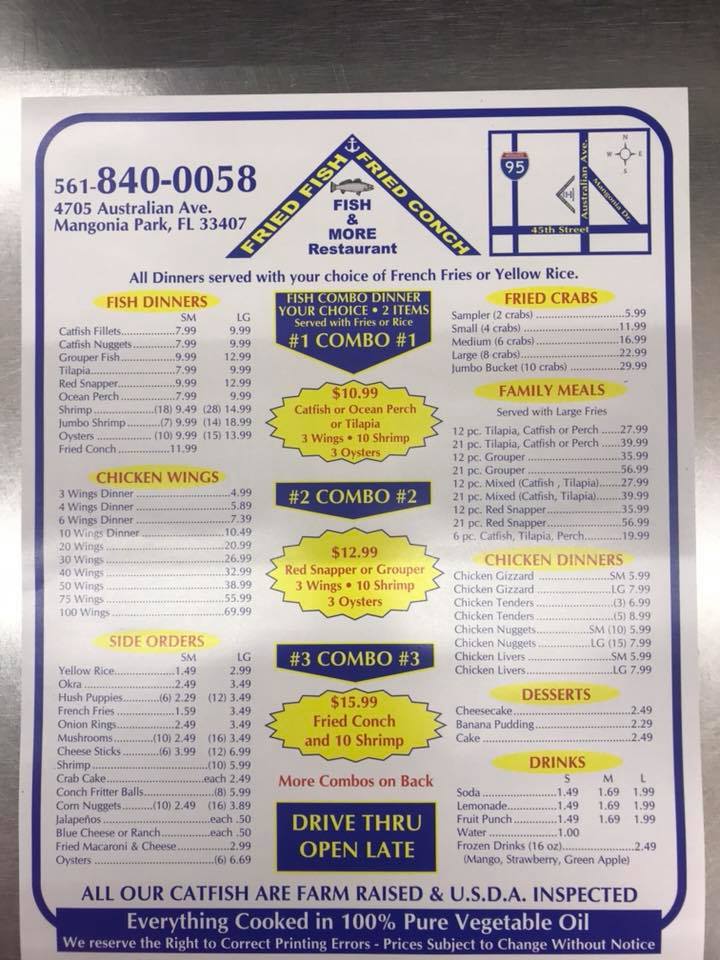 561-840-0058
4705 Australian Ave.
Mangonia Park, FL 33407
FRIED FISH FRIED CONCH
FISH
&
MORE
Restaurant
95
Australian Ave.
Mangonia Dr.
45th Street
N
W E
S
All Dinners served with your choice of French Fries or Yellow Rice.
FISH DINNERS
SM LG
Catfish Fillets 7.99 9.99
Catfish Nuggets 7.99 9.99
Grouper Fish 9.99 12.99
Tilapia 7.99 9.99
Red Snapper 9.99 12.99
Ocean Perch 7.99 9.99
Shrimp (18) 9.49 (28) 14.99
Jumbo Shrimp (7) 9.99 (14) 18.99
Oysters (10) 9.99 (15) 13.99
Fried Conch 11.99
CHICKEN WINGS
3 Wings Dinner 4.99
4 Wings Dinner 5.89
6 Wings Dinner 7.39
10 Wings Dinner 10.49
20 Wings 20.99
30 Wings 26.99
40 Wings 32.99
50 Wings 38.99
75 Wings 55.99
100 Wings 69.99
SIDE ORDERS
SM LG
Yellow Rice 1.49 2.99
Okra 2.49 3.49
Hush Puppies (6) 2.29 (12) 3.49
French Fries 1.59 3.49
Onion Rings 2.49 3.49
Mushrooms (10) 2.49 (16) 3.49
Cheese Sticks (6) 3.99 (12) 6.99
Shrimp (10) 5.99
Crab Cake each 2.49
Conch Fritter Balls (8) 5.99
Corn Nuggets (10) 2.49 (16) 3.89
Jalapeños each .50
Blue Cheese or Ranch each .50
Fried Macaroni & Cheese 2.99
Oysters (6) 6.69
FISH COMBO DINNER
YOUR CHOICE • 2 ITEMS
Served with Fries or Rice
#1 COMBO #1
$10.99
Catfish or Ocean Perch
or Tilapia
3 Wings • 10 Shrimp
3 Oysters
#2 COMBO #2
$12.99
Red Snapper or Grouper
3 Wings • 10 Shrimp
3 Oysters
#3 COMBO #3
$15.99
Fried Conch
and 10 Shrimp
More Combos on Back
DRIVE THRU
OPEN LATE
FRIED CRABS
Sampler (2 crabs) 5.99
Small (4 crabs) 11.99
Medium (6 crabs) 16.99
Large (8 crabs) 22.99
Jumbo Bucket (10 crabs) 29.99
FAMILY MEALS
Served with Large Fries
12 pc. Tilapia, Catfish or Perch 27.99
21 pc. Tilapia, Catfish or Perch 39.99
12 pc. Grouper 35.99
21 pc. Grouper 56.99
12 pc. Mixed (Catfish , Tilapia) 27.99
21 pc. Mixed (Catfish, Tilapia) 39.99
12 pc. Red Snapper 35.99
21 pc. Red Snapper 56.99
6 pc. Catfish, Tilapia, Perch 19.99
CHICKEN DINNERS
Chicken Gizzard SM 5.99
Chicken Gizzard LG 7.99
Chicken Tenders (3) 6.99
Chicken Tenders (5) 8.99
Chicken Nuggets SM (10) 5.99
Chicken Nuggets LG (15) 7.99
Chicken Livers SM 5.99
Chicken Livers LG 7.99
DESSERTS
Cheesecake 2.49
Banana Pudding 2.29
Cake 2.49
DRINKS
S M L
Soda 1.49 1.69 1.99
Lemonade 1.49 1.69 1.99
Fruit Punch 1.49 1.69 1.99
Water 1.00
Frozen Drinks (16 oz) 2.49
(Mango, Strawberry, Green Apple)
ALL OUR CATFISH ARE FARM RAISED & U.S.D.A. INSPECTED
Everything Cooked in 100% Pure Vegetable Oil
We reserve the Right to Correct Printing Errors - Prices Subject to Change Without Notice